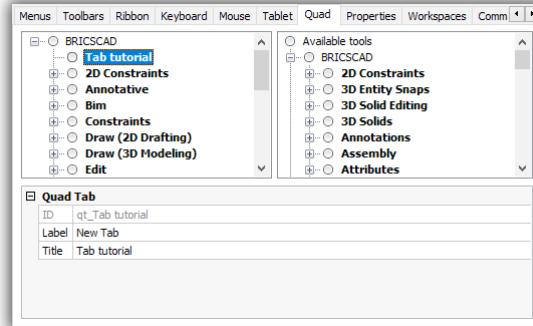 Menus Toolbars Ribbon Keyboard Mouse Tablet Quad Properties Workspaces Comm
BRICSCAD
Tab tutorial
2D Constraints
Annotative
Bim
Constraints
Draw (2D Drafting)
Draw (3D Modeling)
Edit
Available tools
BRICSCAD
2D Constraints
3D Entity Snaps
3D Solid Editing
3D Solids
Annotations
Assembly
Attributes
Quad Tab
ID qt_Tab tutorial
Label New Tab
Title Tab tutorial